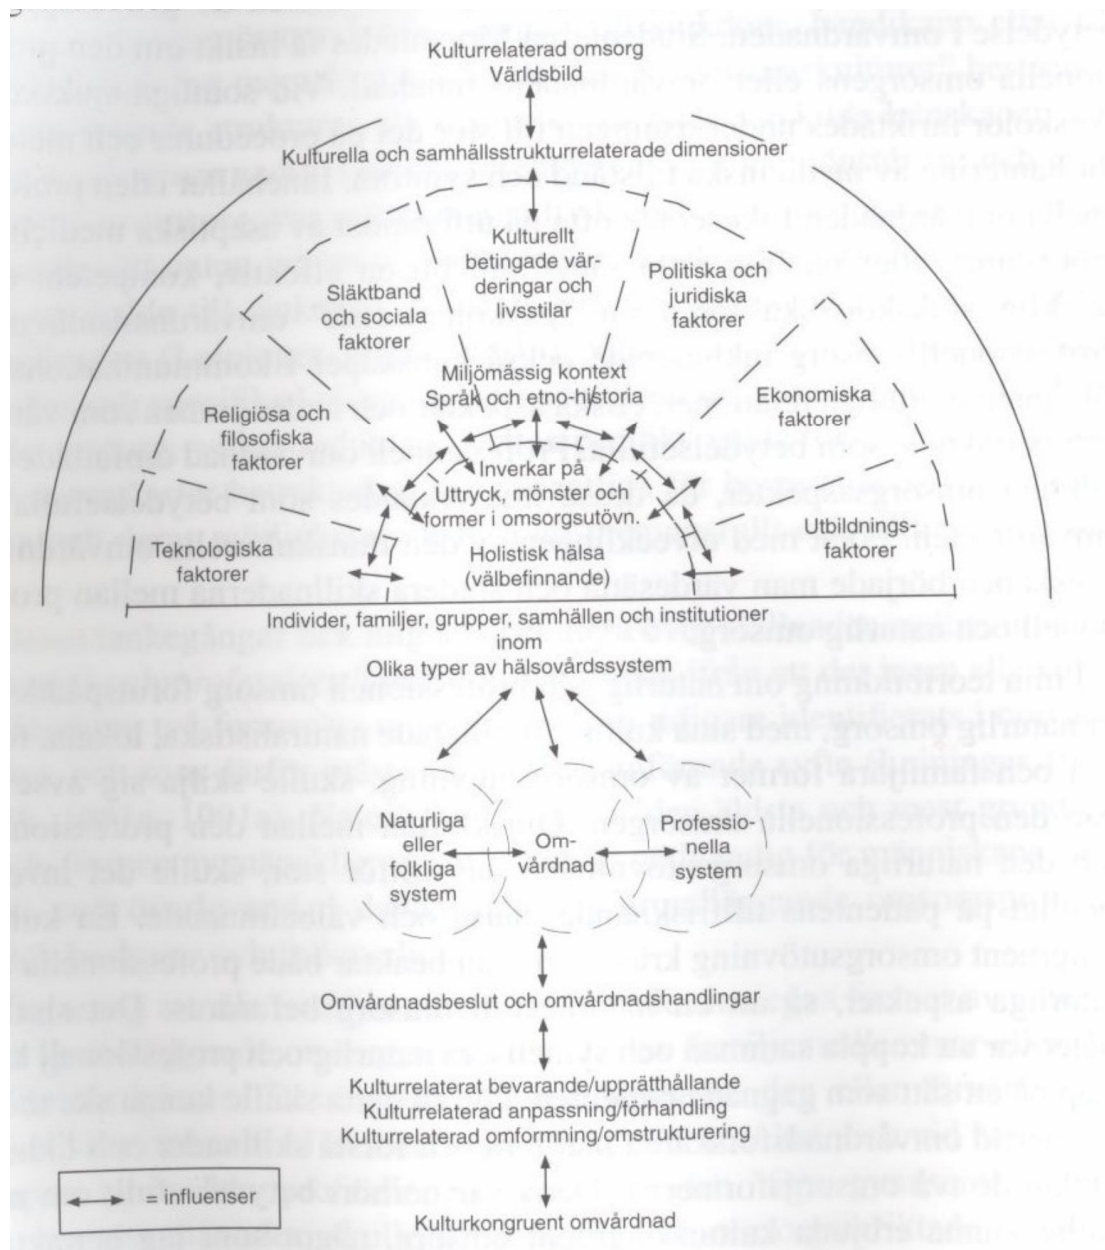 Kulturrelaterad omsorg
Världsbild
Kulturella och samhällsstrukturrelaterade dimensioner
Kulturellt
betingade vär-
deringar och
livsstilar
Släktband
och sociala
faktorer
Politiska och
juridiska
faktorer
Miljömässig kontext
Språk och etno-historia
Religiösa och
filosofiska
faktorer
Ekonomiska
faktorer
Inverkar på
Uttryck, mönster och
former i omsorgsutövn.
Teknologiska
faktorer
Holistisk hälsa
(välbefinnande)
Utbildnings-
faktorer
Individer, familjer, grupper, samhällen och institutioner
inom
Olika typer av hälsovårdssystem
Naturliga
eller
folkliga
system
Om-
vårdnad
Professio-
nella
system
Omvårdnadsbeslut och omvårdnadshandlingar
Kulturrelaterat bevarande/upprätthållande
Kulturrelaterad anpassning/förhandling
Kulturrelaterad omformning/omstrukturering
= influenser
Kulturkongruent omvårdnad